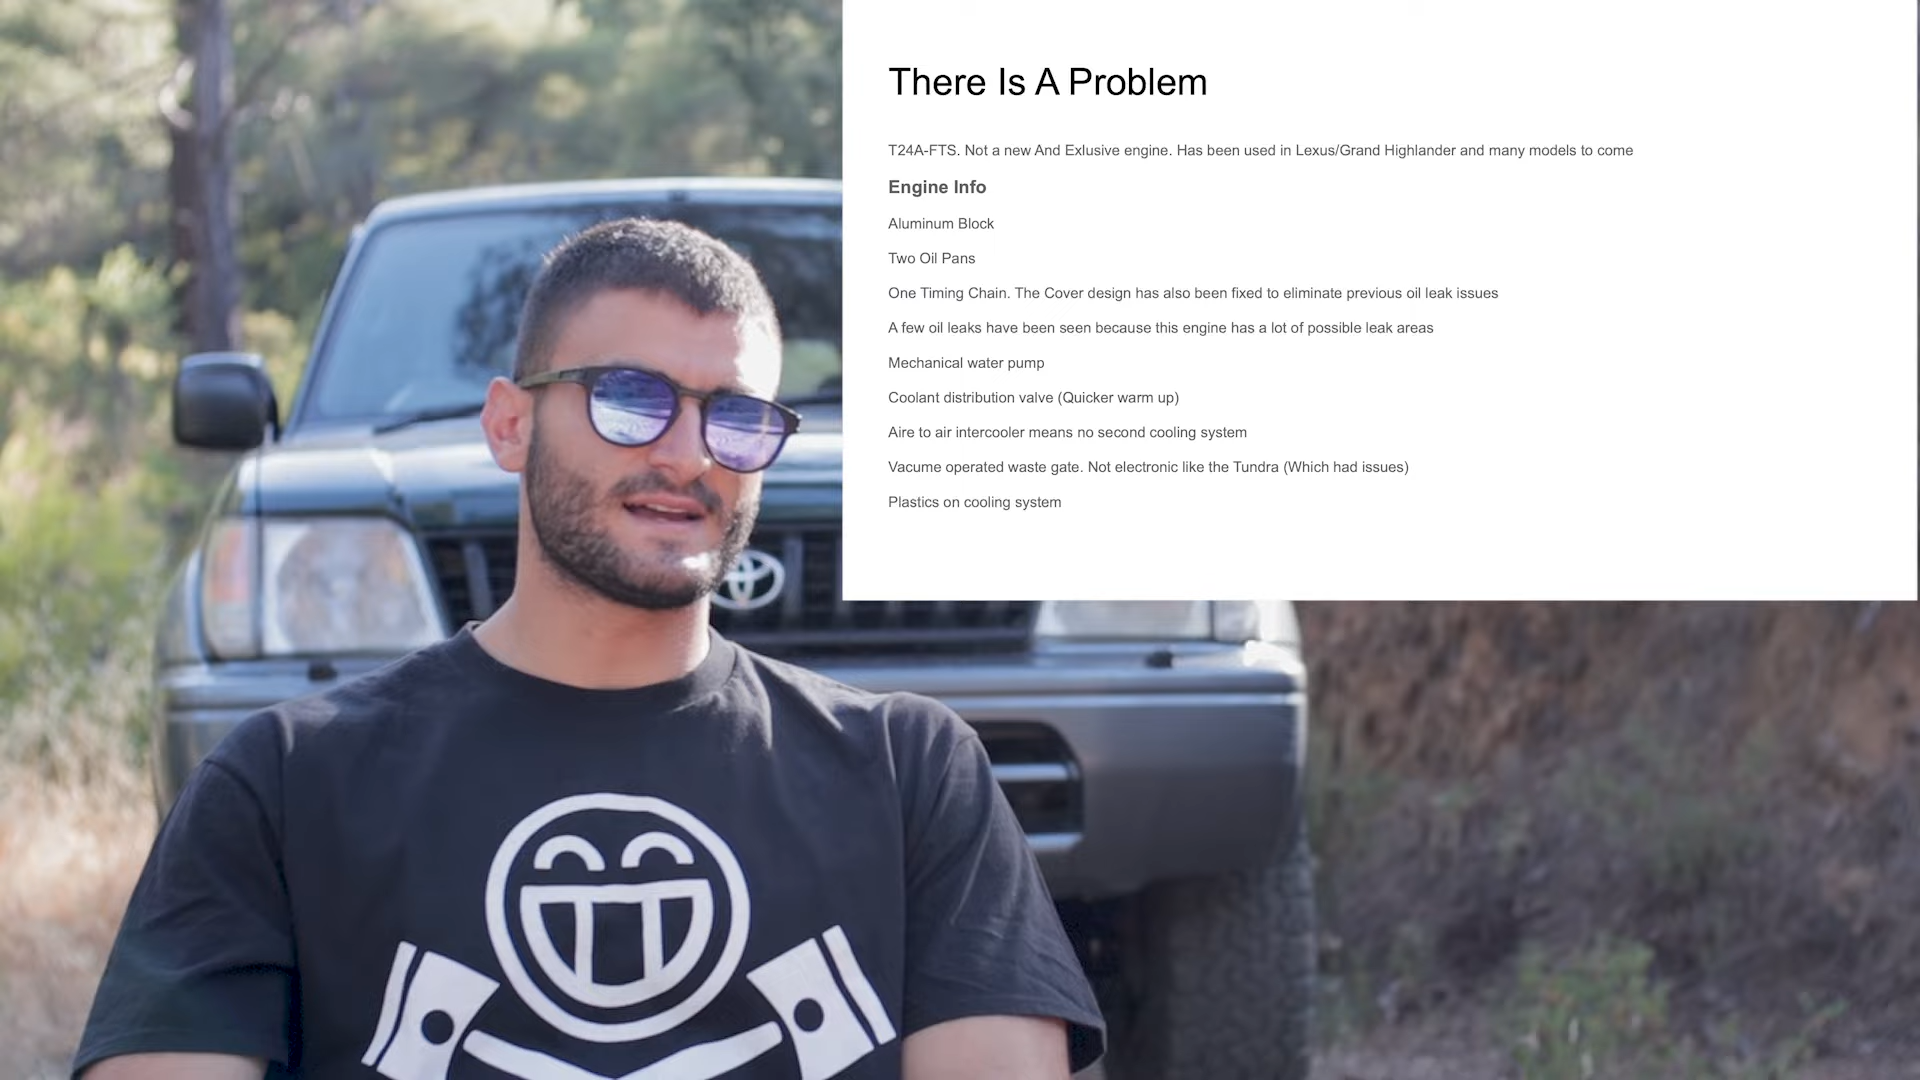 There Is A Problem
T24A-FTS. Not a new And Exlusive engine. Has been used in Lexus/Grand Highlander and many models to come
Engine Info
Aluminum Block
Two Oil Pans
One Timing Chain. The Cover design has also been fixed to eliminate previous oil leak issues
A few oil leaks have been seen because this engine has a lot of possible leak areas
Mechanical water pump
Coolant distribution valve (Quicker warm up)
Aire to air intercooler means no second cooling system
Vacume operated waste gate. Not electronic like the Tundra (Which had issues)
Plastics on cooling system